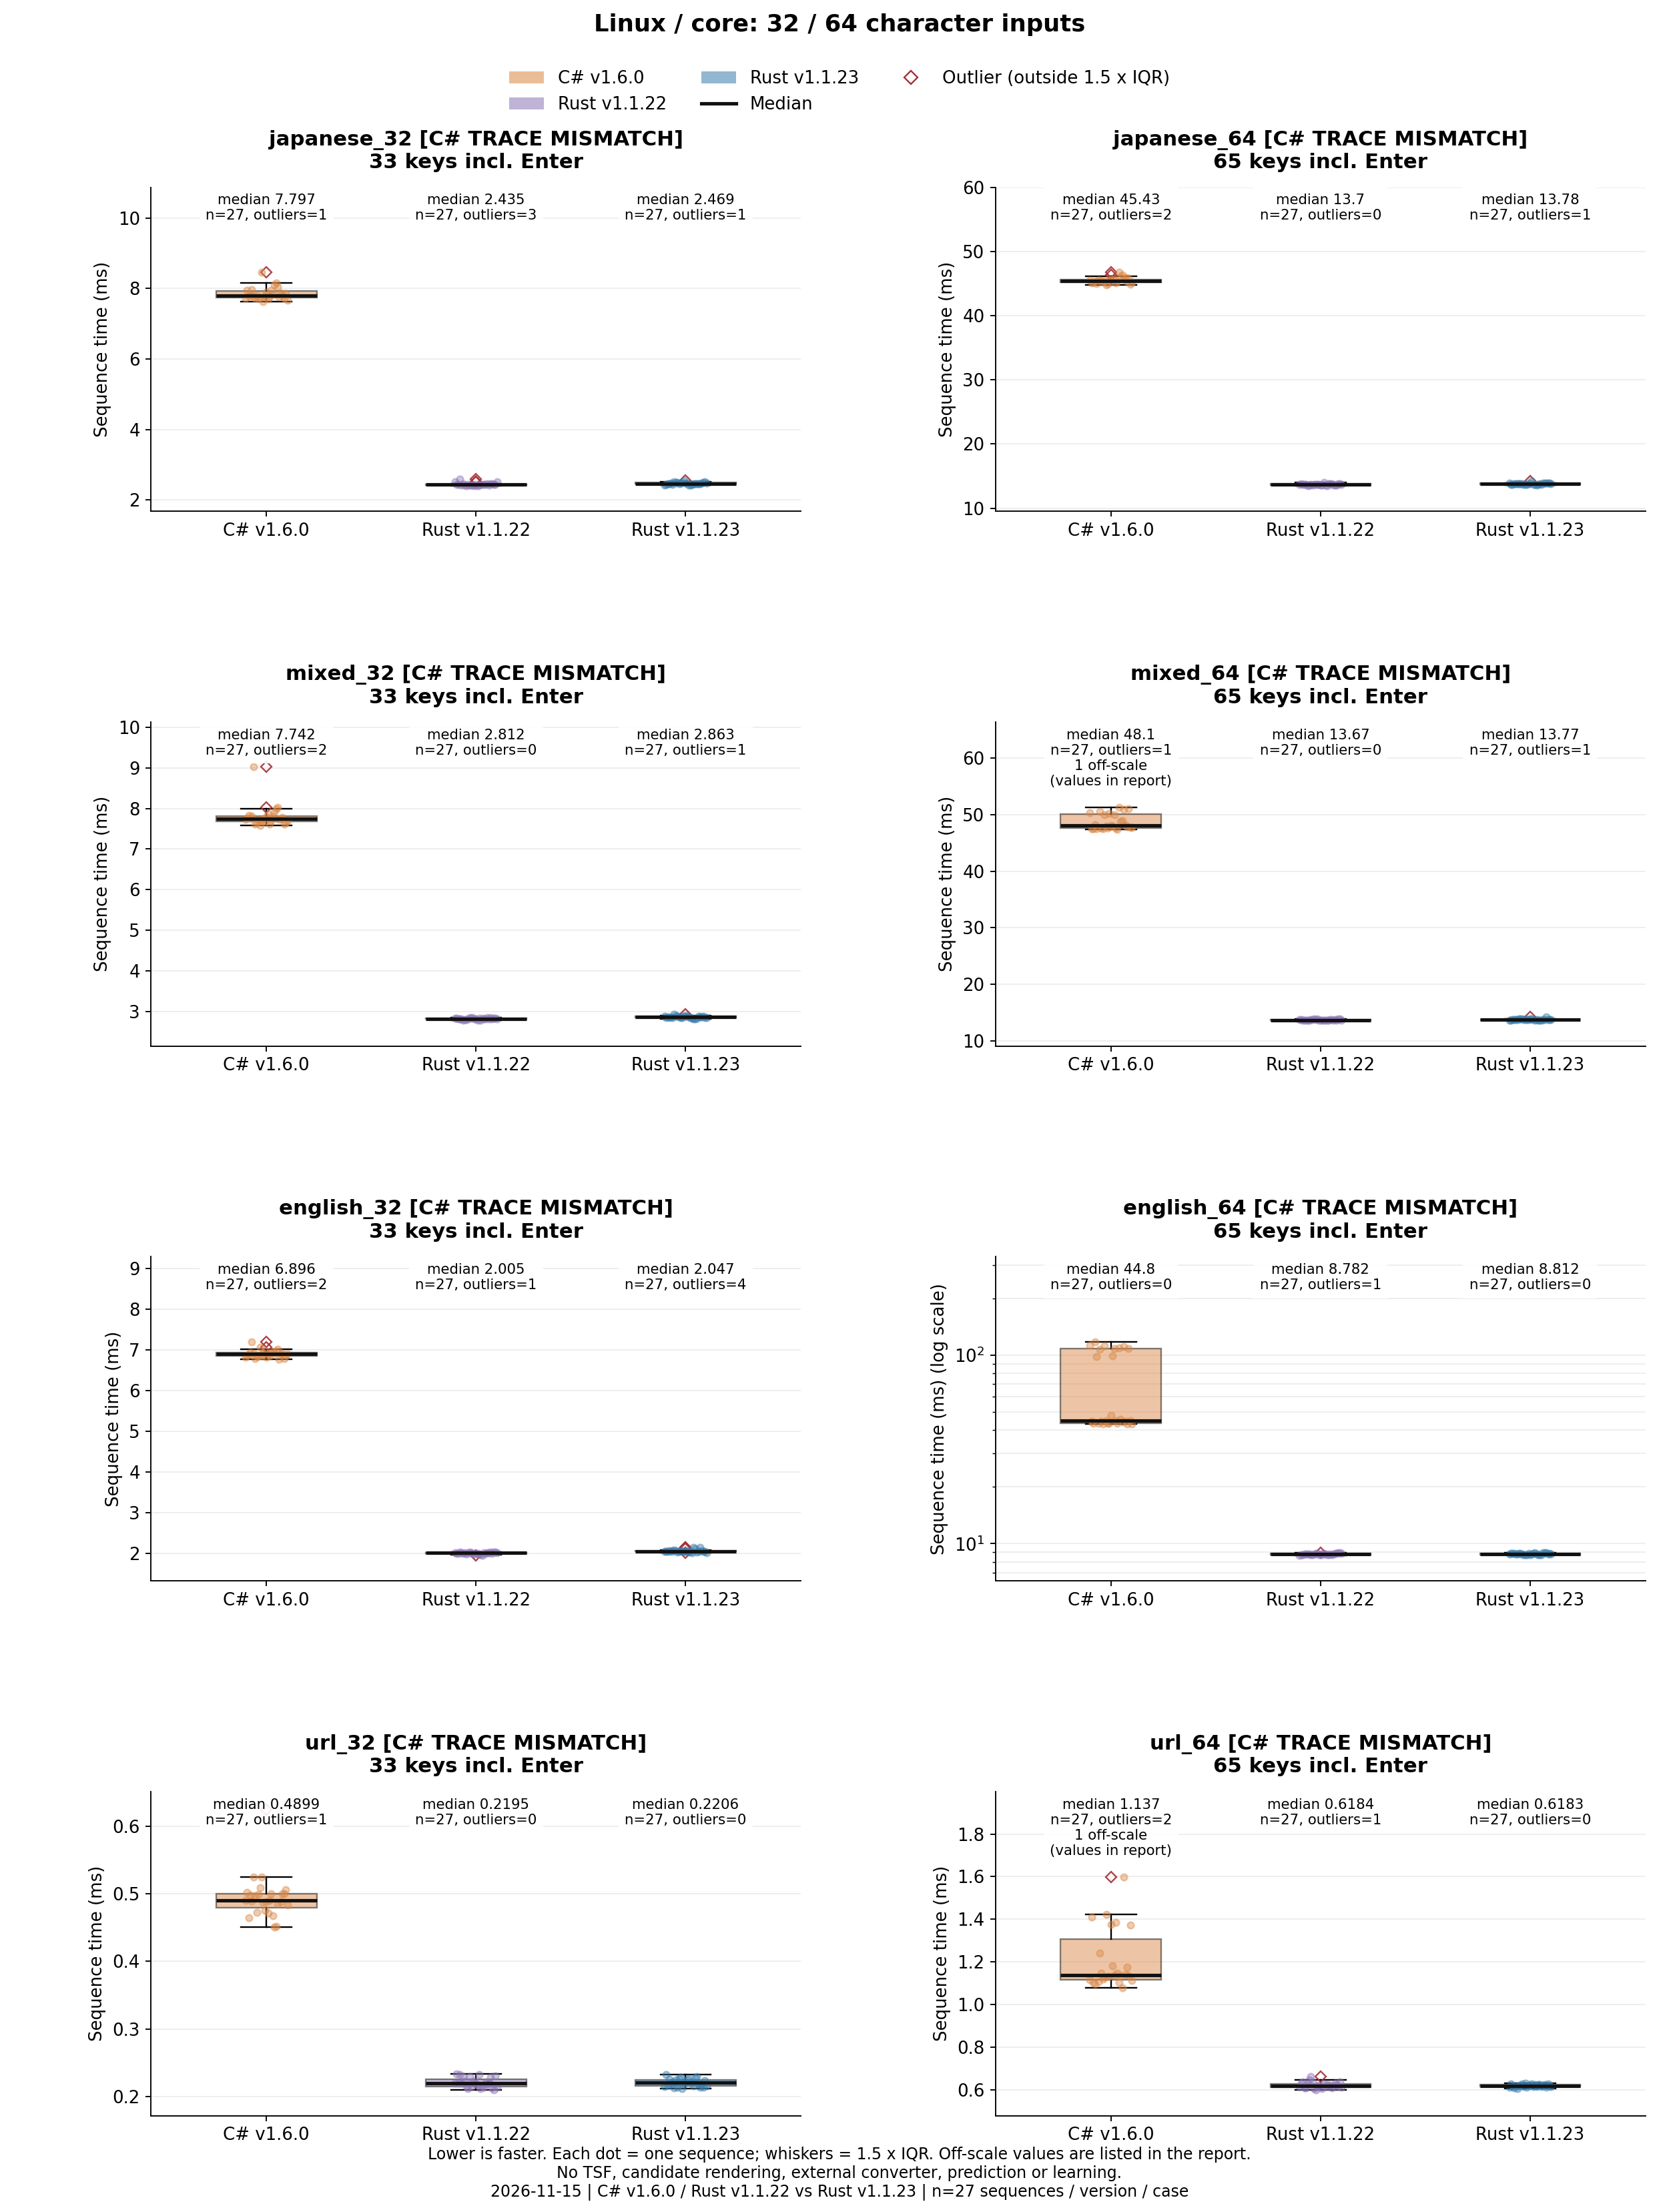 Linux / core: 32 / 64 character inputs
C# v1.6.0
Rust v1.1.22
Rust v1.1.23
Median
Outlier (outside 1.5 x IQR)
japanese_32 [C# TRACE MISMATCH]
33 keys incl. Enter
median 7.797
n=27, outliers=1
median 2.435
n=27, outliers=3
median 2.469
n=27, outliers=1
Sequence time (ms)
10
8
6
4
2
C# v1.6.0
Rust v1.1.22
Rust v1.1.23
japanese_64 [C# TRACE MISMATCH]
65 keys incl. Enter
median 45.43
n=27, outliers=2
median 13.7
n=27, outliers=0
median 13.78
n=27, outliers=1
Sequence time (ms)
60
50
40
30
20
10
C# v1.6.0
Rust v1.1.22
Rust v1.1.23
mixed_32 [C# TRACE MISMATCH]
33 keys incl. Enter
median 7.742
n=27, outliers=2
median 2.812
n=27, outliers=0
median 2.863
n=27, outliers=1
Sequence time (ms)
10
9
8
7
6
5
4
3
C# v1.6.0
Rust v1.1.22
Rust v1.1.23
mixed_64 [C# TRACE MISMATCH]
65 keys incl. Enter
median 48.1
n=27, outliers=1
1 off-scale
(values in report)
median 13.67
n=27, outliers=0
median 13.77
n=27, outliers=1
Sequence time (ms)
60
50
40
30
20
10
C# v1.6.0
Rust v1.1.22
Rust v1.1.23
english_32 [C# TRACE MISMATCH]
33 keys incl. Enter
median 6.896
n=27, outliers=2
median 2.005
n=27, outliers=1
median 2.047
n=27, outliers=4
Sequence time (ms)
9
8
7
6
5
4
3
2
C# v1.6.0
Rust v1.1.22
Rust v1.1.23
english_64 [C# TRACE MISMATCH]
65 keys incl. Enter
median 44.8
n=27, outliers=0
median 8.782
n=27, outliers=1
median 8.812
n=27, outliers=0
Sequence time (ms) (log scale)
10²
10¹
C# v1.6.0
Rust v1.1.22
Rust v1.1.23
url_32 [C# TRACE MISMATCH]
33 keys incl. Enter
median 0.4899
n=27, outliers=1
median 0.2195
n=27, outliers=0
median 0.2206
n=27, outliers=0
Sequence time (ms)
0.6
0.5
0.4
0.3
0.2
C# v1.6.0
Rust v1.1.22
Rust v1.1.23
url_64 [C# TRACE MISMATCH]
65 keys incl. Enter
median 1.137
n=27, outliers=2
1 off-scale
(values in report)
median 0.6184
n=27, outliers=1
median 0.6183
n=27, outliers=0
Sequence time (ms)
1.8
1.6
1.4
1.2
1.0
0.8
0.6
C# v1.6.0
Rust v1.1.22
Rust v1.1.23
Lower is faster. Each dot = one sequence; whiskers = 1.5 x IQR. Off-scale values are listed in the report.
No TSF, candidate rendering, external converter, prediction or learning.
2026-11-15 | C# v1.6.0 / Rust v1.1.22 vs Rust v1.1.23 | n=27 sequences / version / case